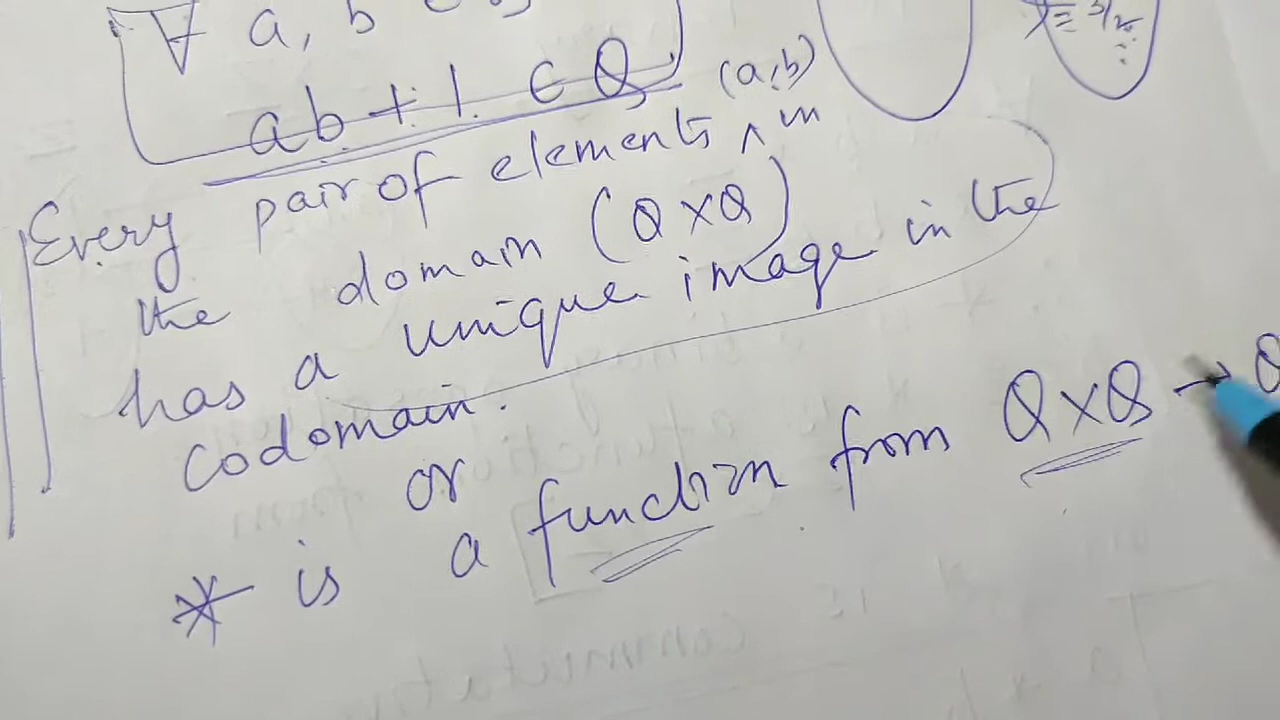 ∀ a, b ∈ Q
ab + 1 ∈ Q
Every pair of elements ^ (a,b) in
the domain (Q×Q)
has a unique image in the
Codomain.
or
* is a function from Q×Q → Q